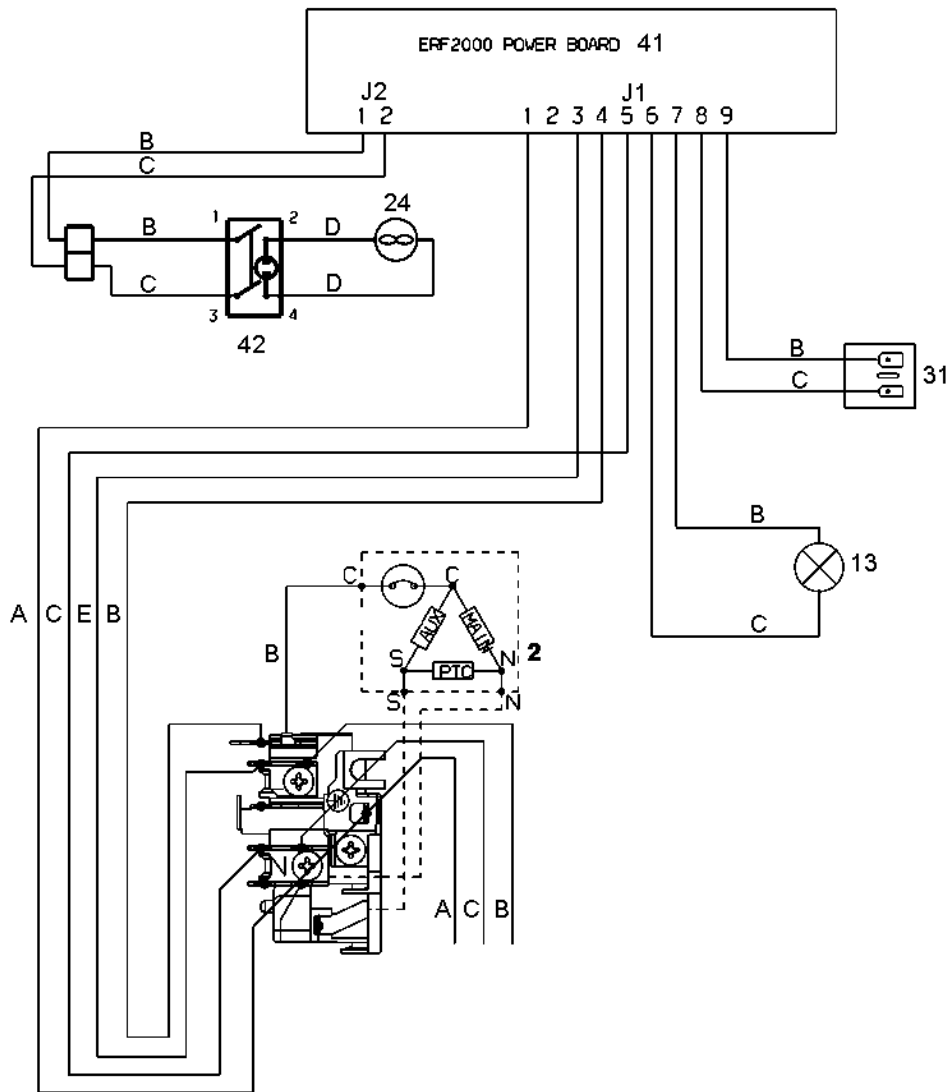 ERF2000 POWER BOARD 41
J2 J1
1 2 1 2 3 4 5 6 7 8 9
B
C
24
1 2
B D
C D
3 4
42
B
C
31
B
13
C
A C E B
C C
AUX MAIN
B
2
S PTC N
S N
N
A C B